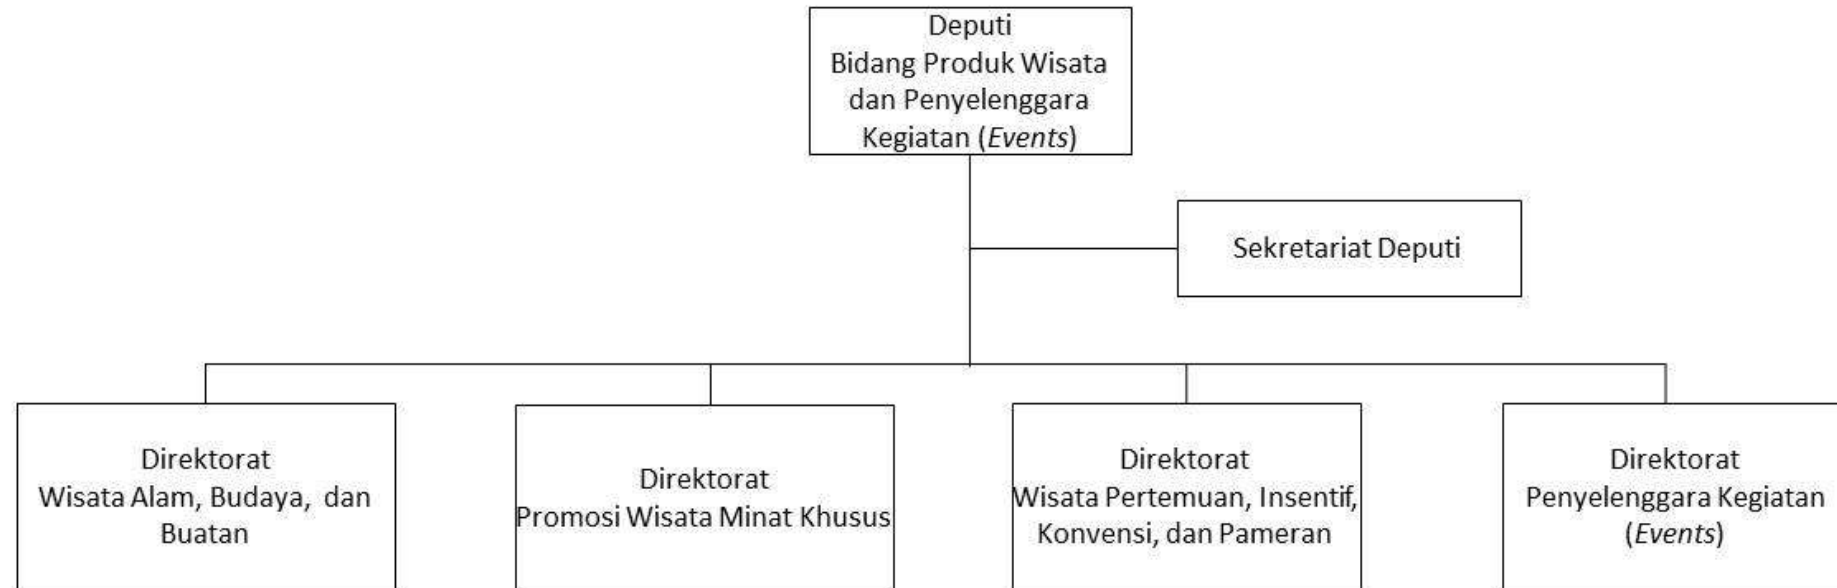 Deputi
Bidang Produk Wisata
dan Penyelenggara
Kegiatan (Events)
Sekretariat Deputi
Direktorat
Wisata Alam, Budaya, dan
Buatan
Direktorat
Promosi Wisata Minat Khusus
Direktorat
Wisata Pertemuan, Insentif,
Konvensi, dan Pameran
Direktorat
Penyelenggara Kegiatan
(Events)